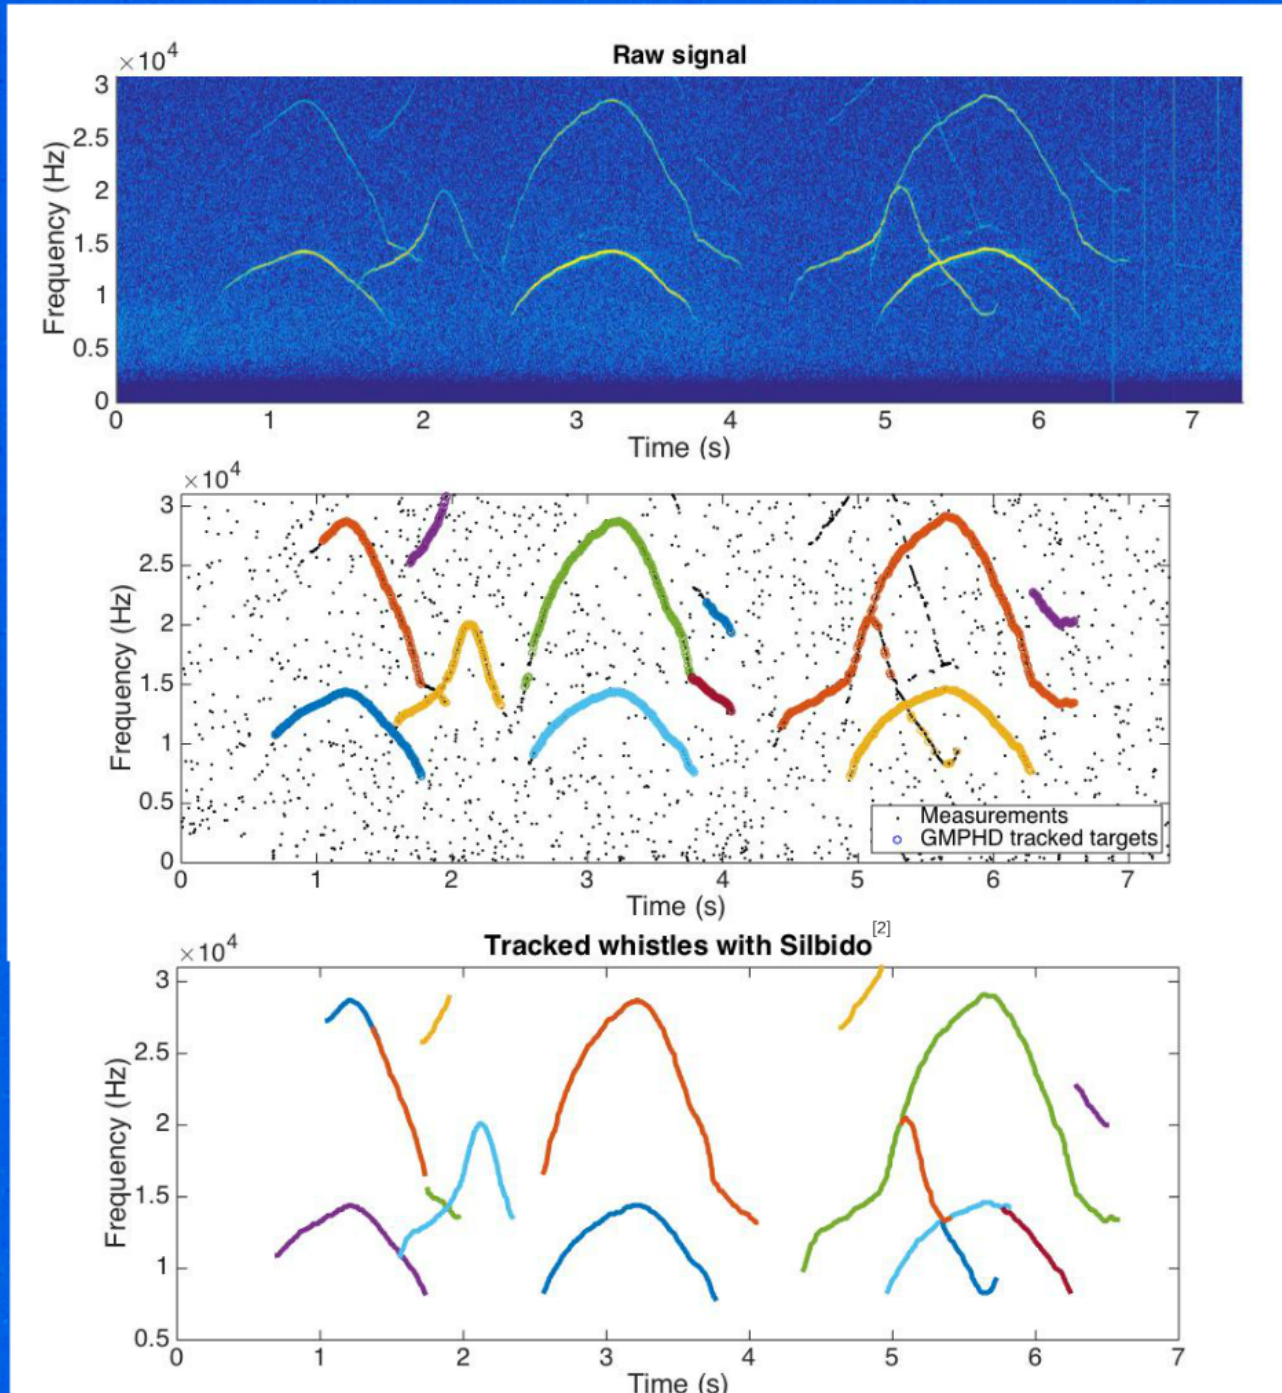 Raw signal
×10⁴
3
2.5
2
1.5
1
0.5
0
Frequency (Hz)
0 1 2 3 4 5 6 7
Time (s)
×10⁴
3
2.5
2
1.5
1
0.5
0
Frequency (Hz)
Measurements
GMPHD tracked targets
0 1 2 3 4 5 6 7
Time (s)
Tracked whistles with Silbido[2]
×10⁴
3
2.5
2
1.5
1
0.5
Frequency (Hz)
0 1 2 3 4 5 6 7
Time (s)